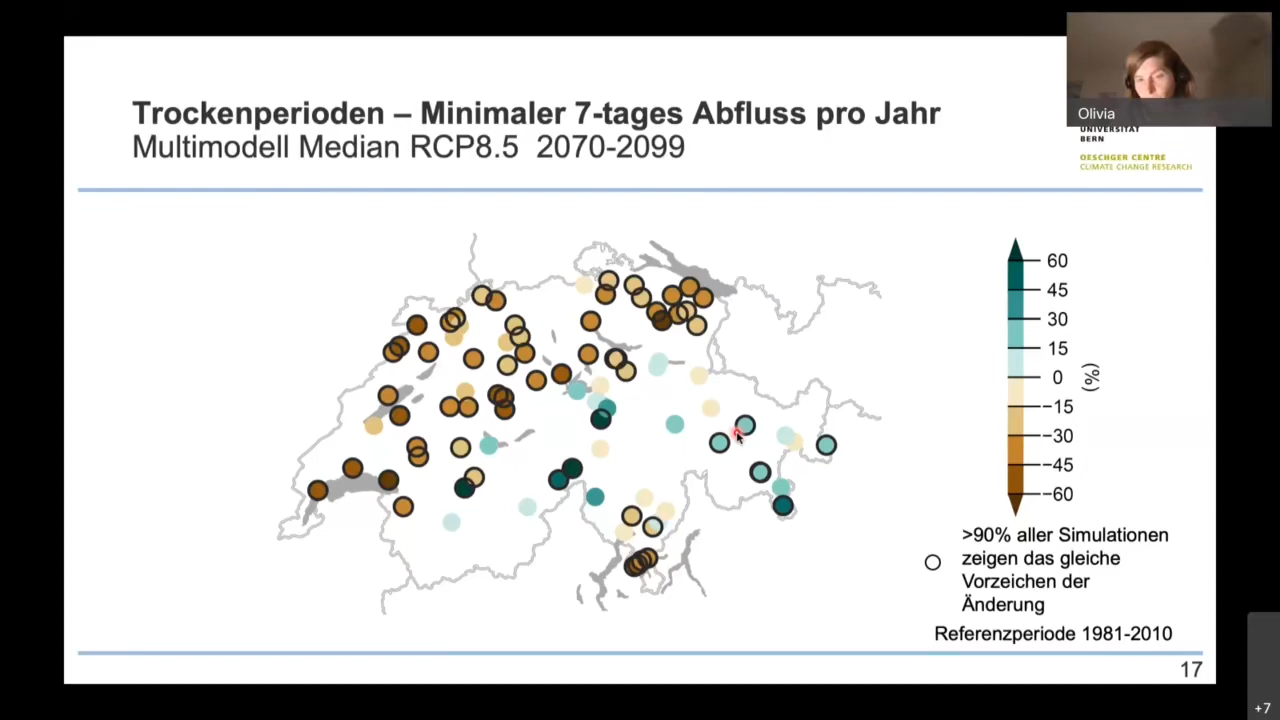 Trockenperioden – Minimaler 7-tages Abfluss pro Jahr
Multimodell Median RCP8.5 2070-2099
Olivia
UNIVERSITÄT
BERN
OESCHGER CENTRE
CLIMATE CHANGE RESEARCH
60
45
30
15
0
−15
−30
−45
−60
(%)
>90% aller Simulationen
zeigen das gleiche
Vorzeichen der
Änderung
Referenzperiode 1981-2010
17
+7